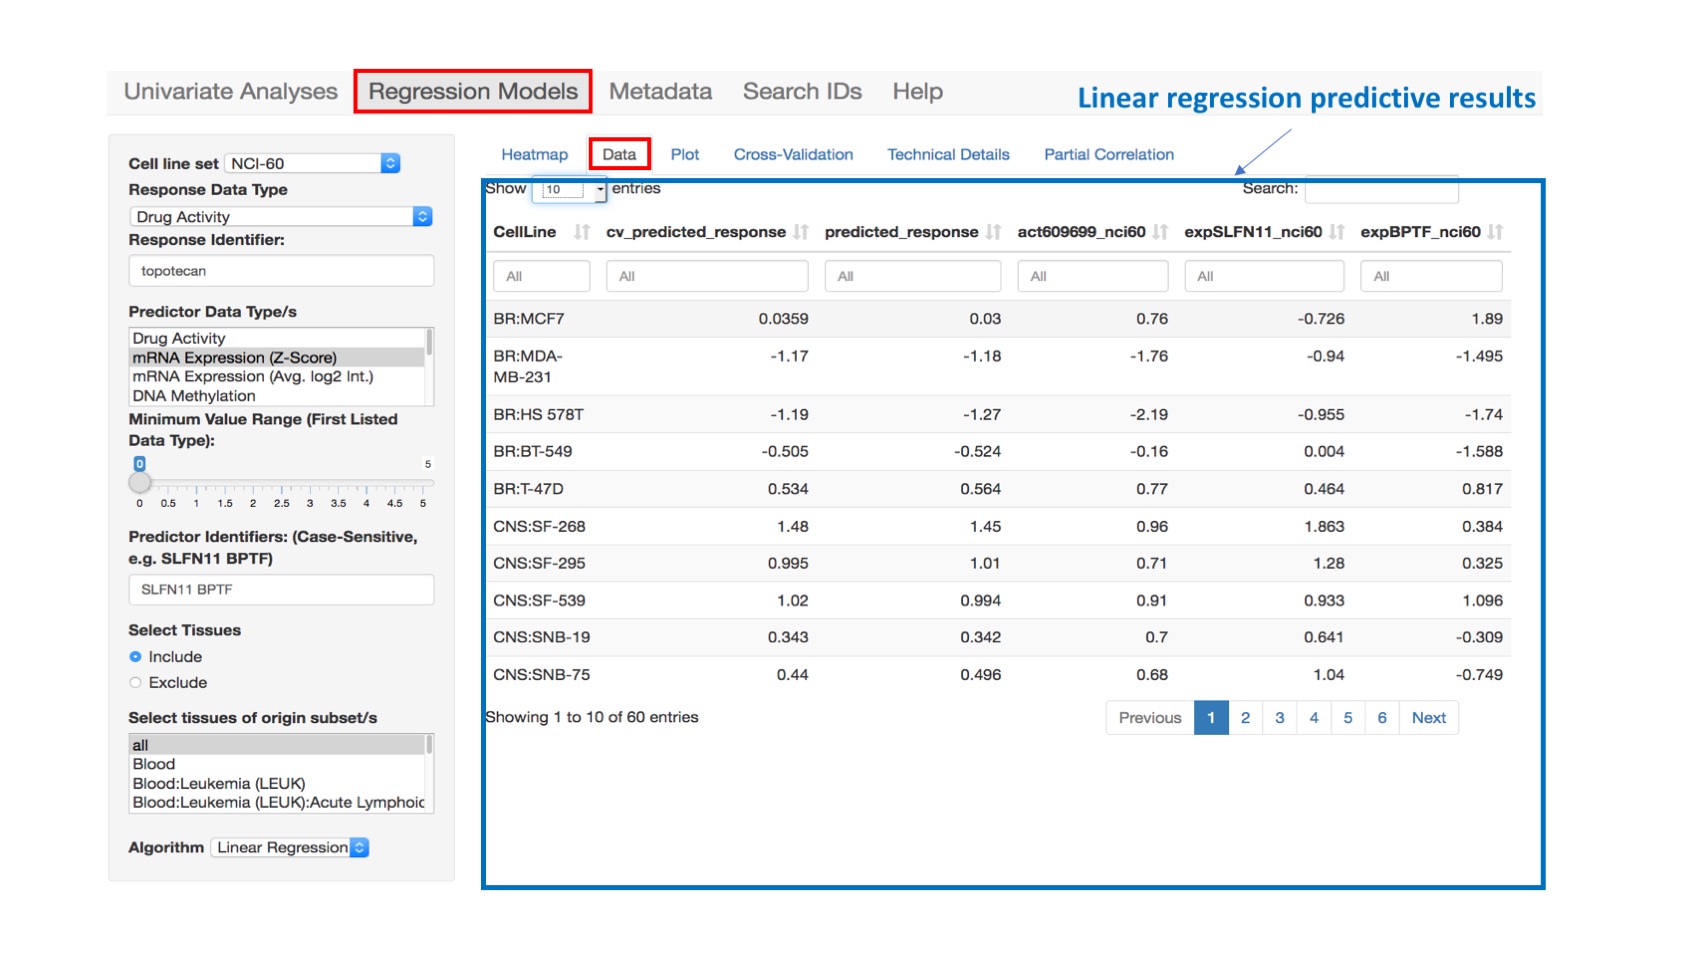 Univariate Analyses Regression Models Metadata Search IDs Help
Linear regression predictive results
Cell line set NCI-60
Response Data Type
Drug Activity
Response Identifier:
topotecan
Predictor Data Type/s
Drug Activity
mRNA Expression (Z-Score)
mRNA Expression (Avg. log2 Int.)
DNA Methylation
Minimum Value Range (First Listed
Data Type):
0 5
0 0.5 1 1.5 2 2.5 3 3.5 4 4.5 5
Predictor Identifiers: (Case-Sensitive,
e.g. SLFN11 BPTF)
SLFN11 BPTF
Select Tissues
Include
Exclude
Select tissues of origin subset/s
all
Blood
Blood:Leukemia (LEUK)
Blood:Leukemia (LEUK):Acute Lymphoic
Algorithm Linear Regression
Heatmap Data Plot Cross-Validation Technical Details Partial Correlation
Show 10 entries Search:
CellLine cv_predicted_response predicted_response act609699_nci60 expSLFN11_nci60 expBPTF_nci60
All All All All All All
BR:MCF7 0.0359 0.03 0.76 -0.726 1.89
BR:MDA- -1.17 -1.18 -1.76 -0.94 -1.495
MB-231
BR:HS 578T -1.19 -1.27 -2.19 -0.955 -1.74
BR:BT-549 -0.505 -0.524 -0.16 0.004 -1.588
BR:T-47D 0.534 0.564 0.77 0.464 0.817
CNS:SF-268 1.48 1.45 0.96 1.863 0.384
CNS:SF-295 0.995 1.01 0.71 1.28 0.325
CNS:SF-539 1.02 0.994 0.91 0.933 1.096
CNS:SNB-19 0.343 0.342 0.7 0.641 -0.309
CNS:SNB-75 0.44 0.496 0.68 1.04 -0.749
Showing 1 to 10 of 60 entries Previous 1 2 3 4 5 6 Next